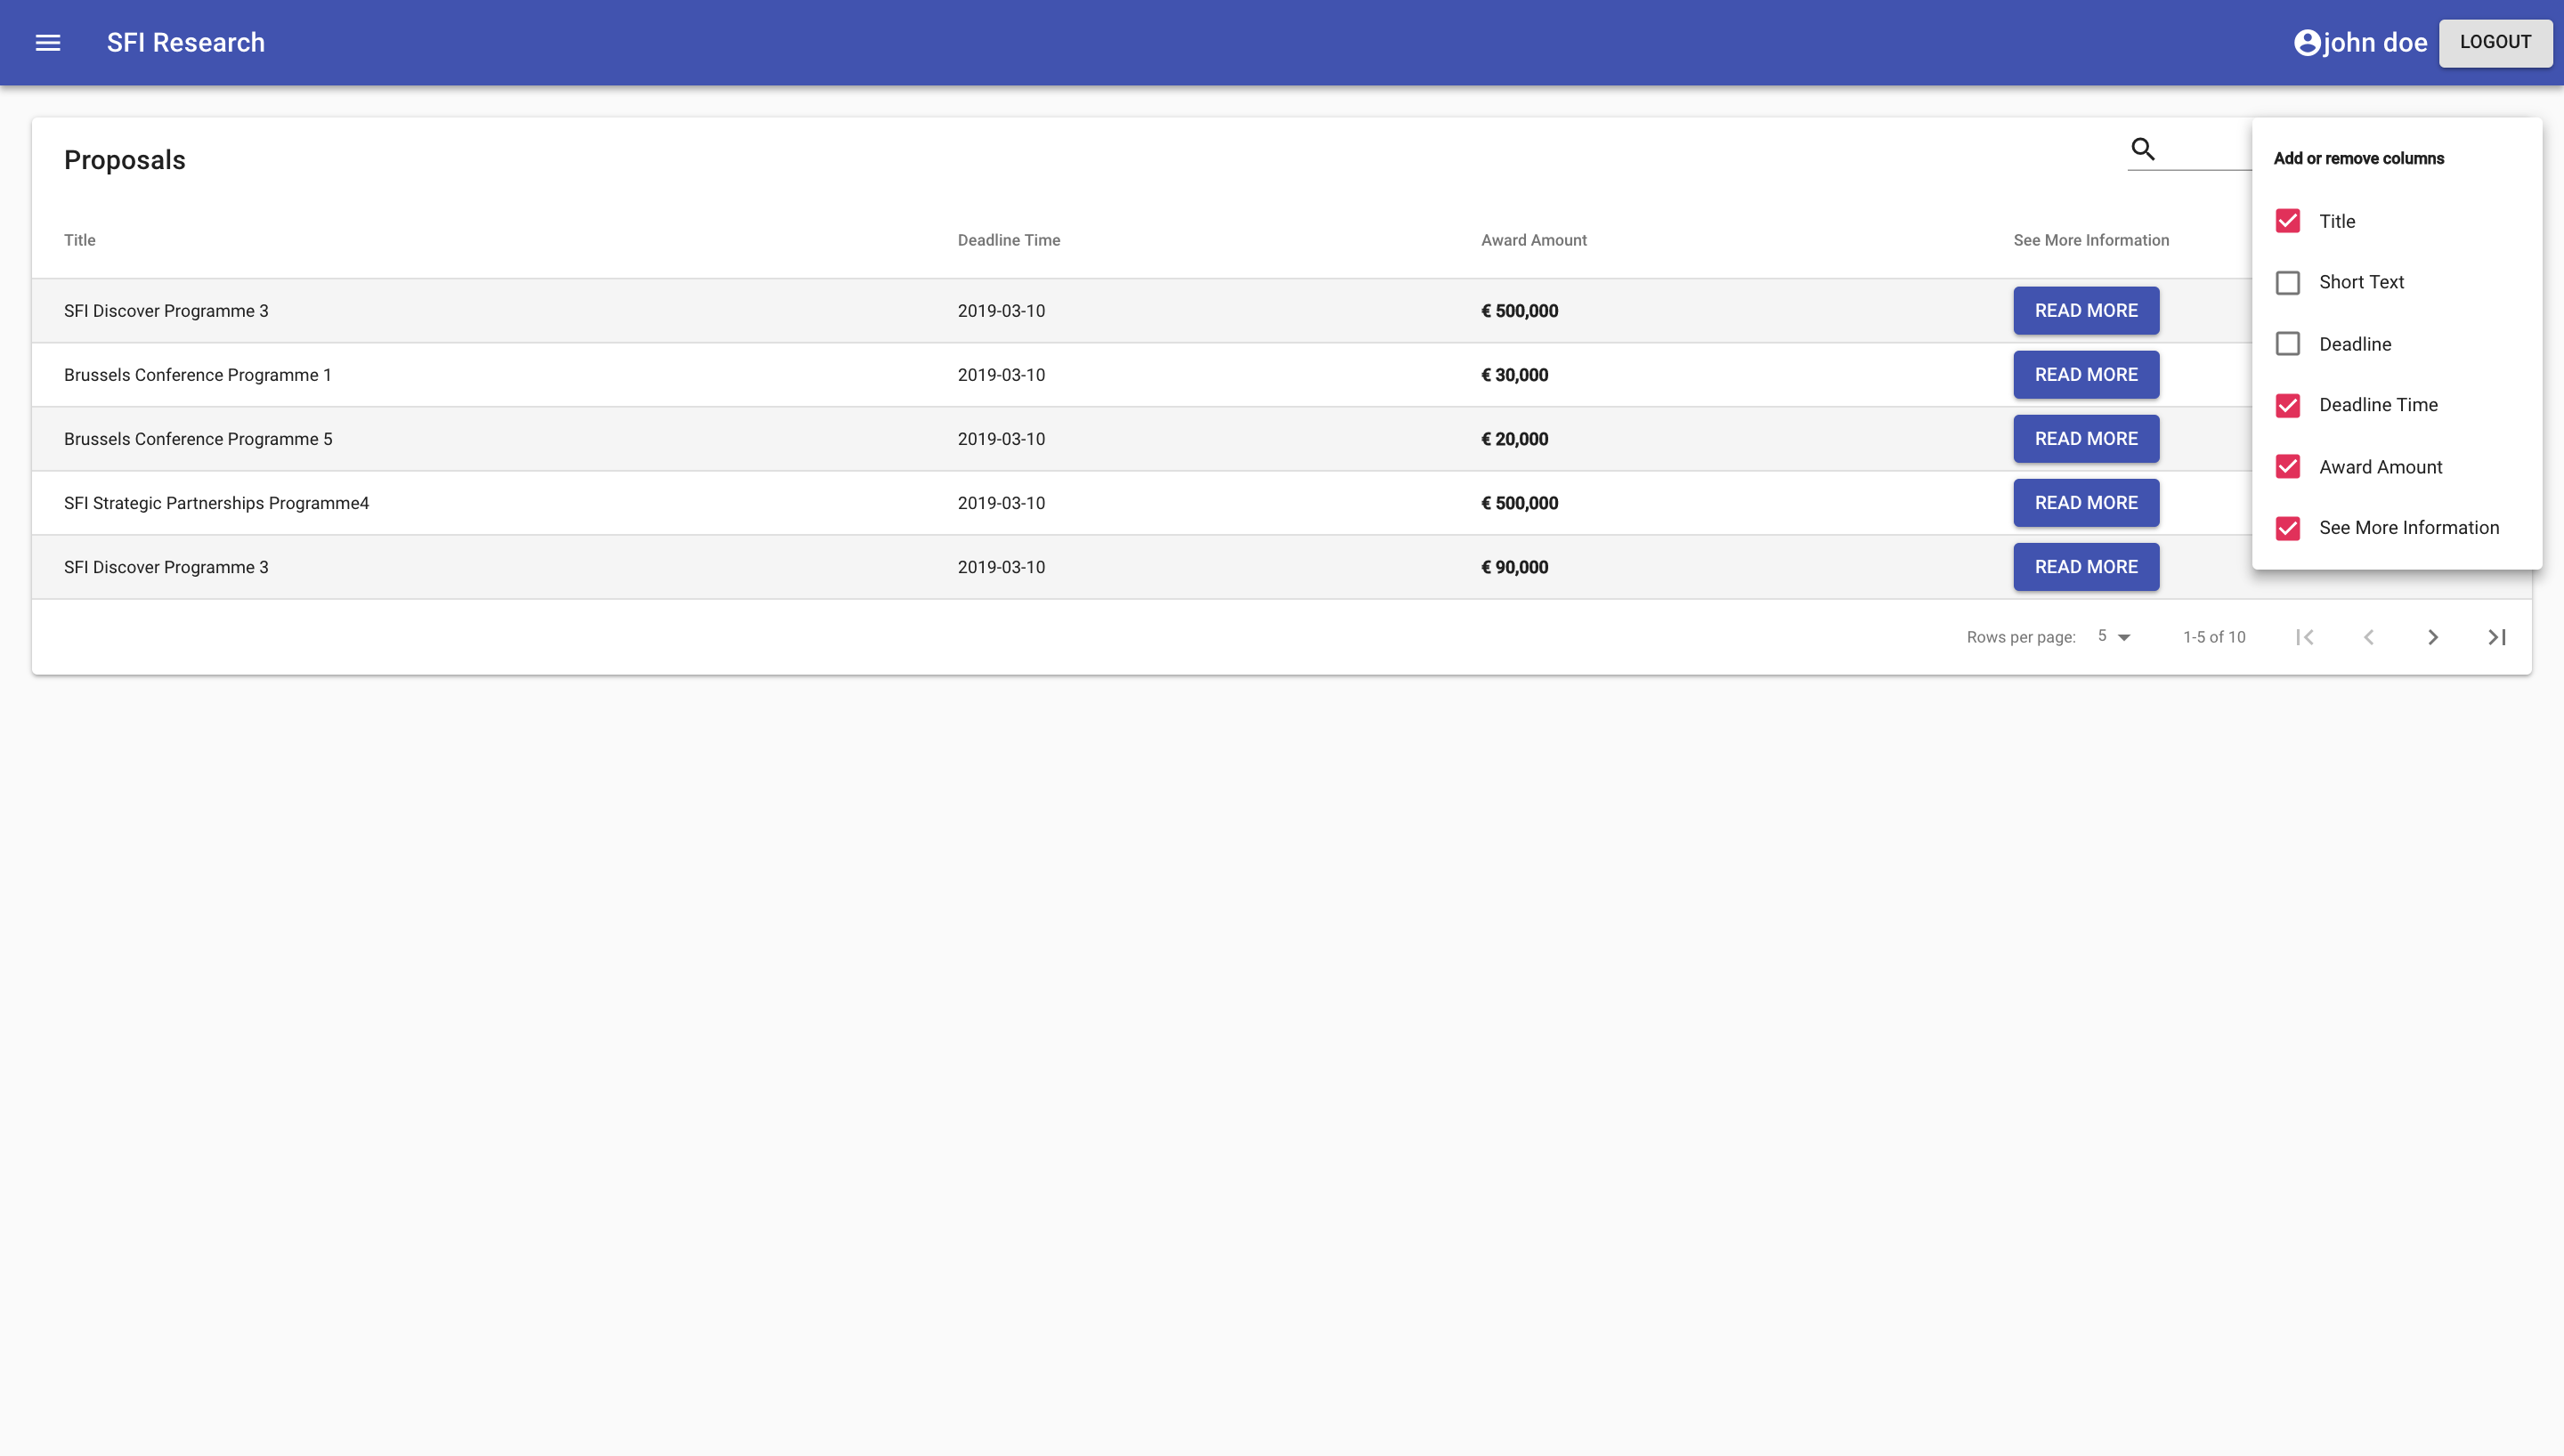 SFI Research
john doe
LOGOUT
Proposals
Title
Deadline Time
Award Amount
See More Information
SFI Discover Programme 3
2019-03-10
€ 500,000
READ MORE
Brussels Conference Programme 1
2019-03-10
€ 30,000
READ MORE
Brussels Conference Programme 5
2019-03-10
€ 20,000
READ MORE
SFI Strategic Partnerships Programme4
2019-03-10
€ 500,000
READ MORE
SFI Discover Programme 3
2019-03-10
€ 90,000
READ MORE
Rows per page:
5
1-5 of 10
Add or remove columns
Title
Short Text
Deadline
Deadline Time
Award Amount
See More Information